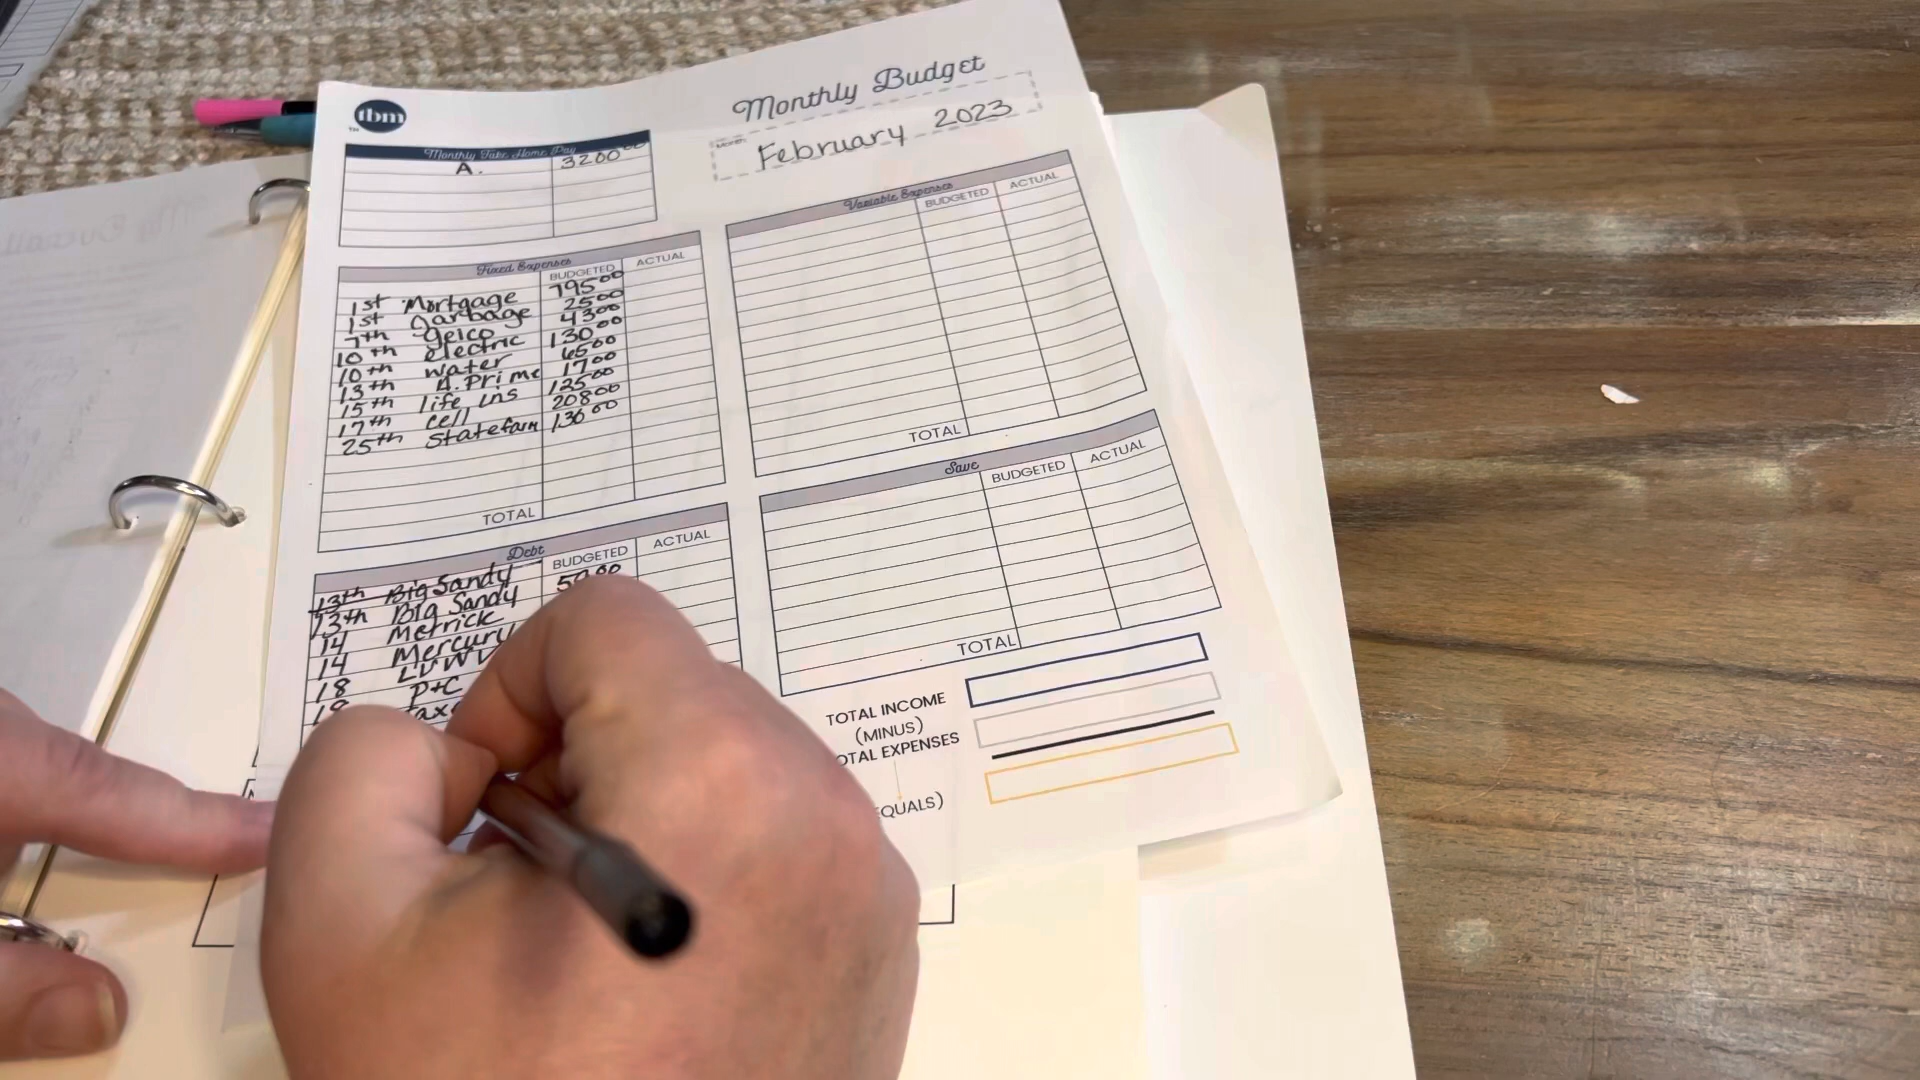 tbm
TM
Monthly Budget
Month
February 2023
Monthly Take Home Pay
A. 3200 00
Fixed Expenses BUDGETED ACTUAL
1st Mortgage 795 00
1st Garbage 25 00
7th Geico 43 00
10th electric 130 00
10th water 65 00
13th A. Prime 17 00
15th life ins 125 00
17th cell 208 00
25th Statefarm 136 00
TOTAL
Debt BUDGETED ACTUAL
13th Big Sandy
13th Big Sandy
14 Metrick
14 Mercury
18
18 P+C
Variable Expenses BUDGETED ACTUAL
TOTAL
Save BUDGETED ACTUAL
TOTAL
TOTAL INCOME
(MINUS)
EXPENSES